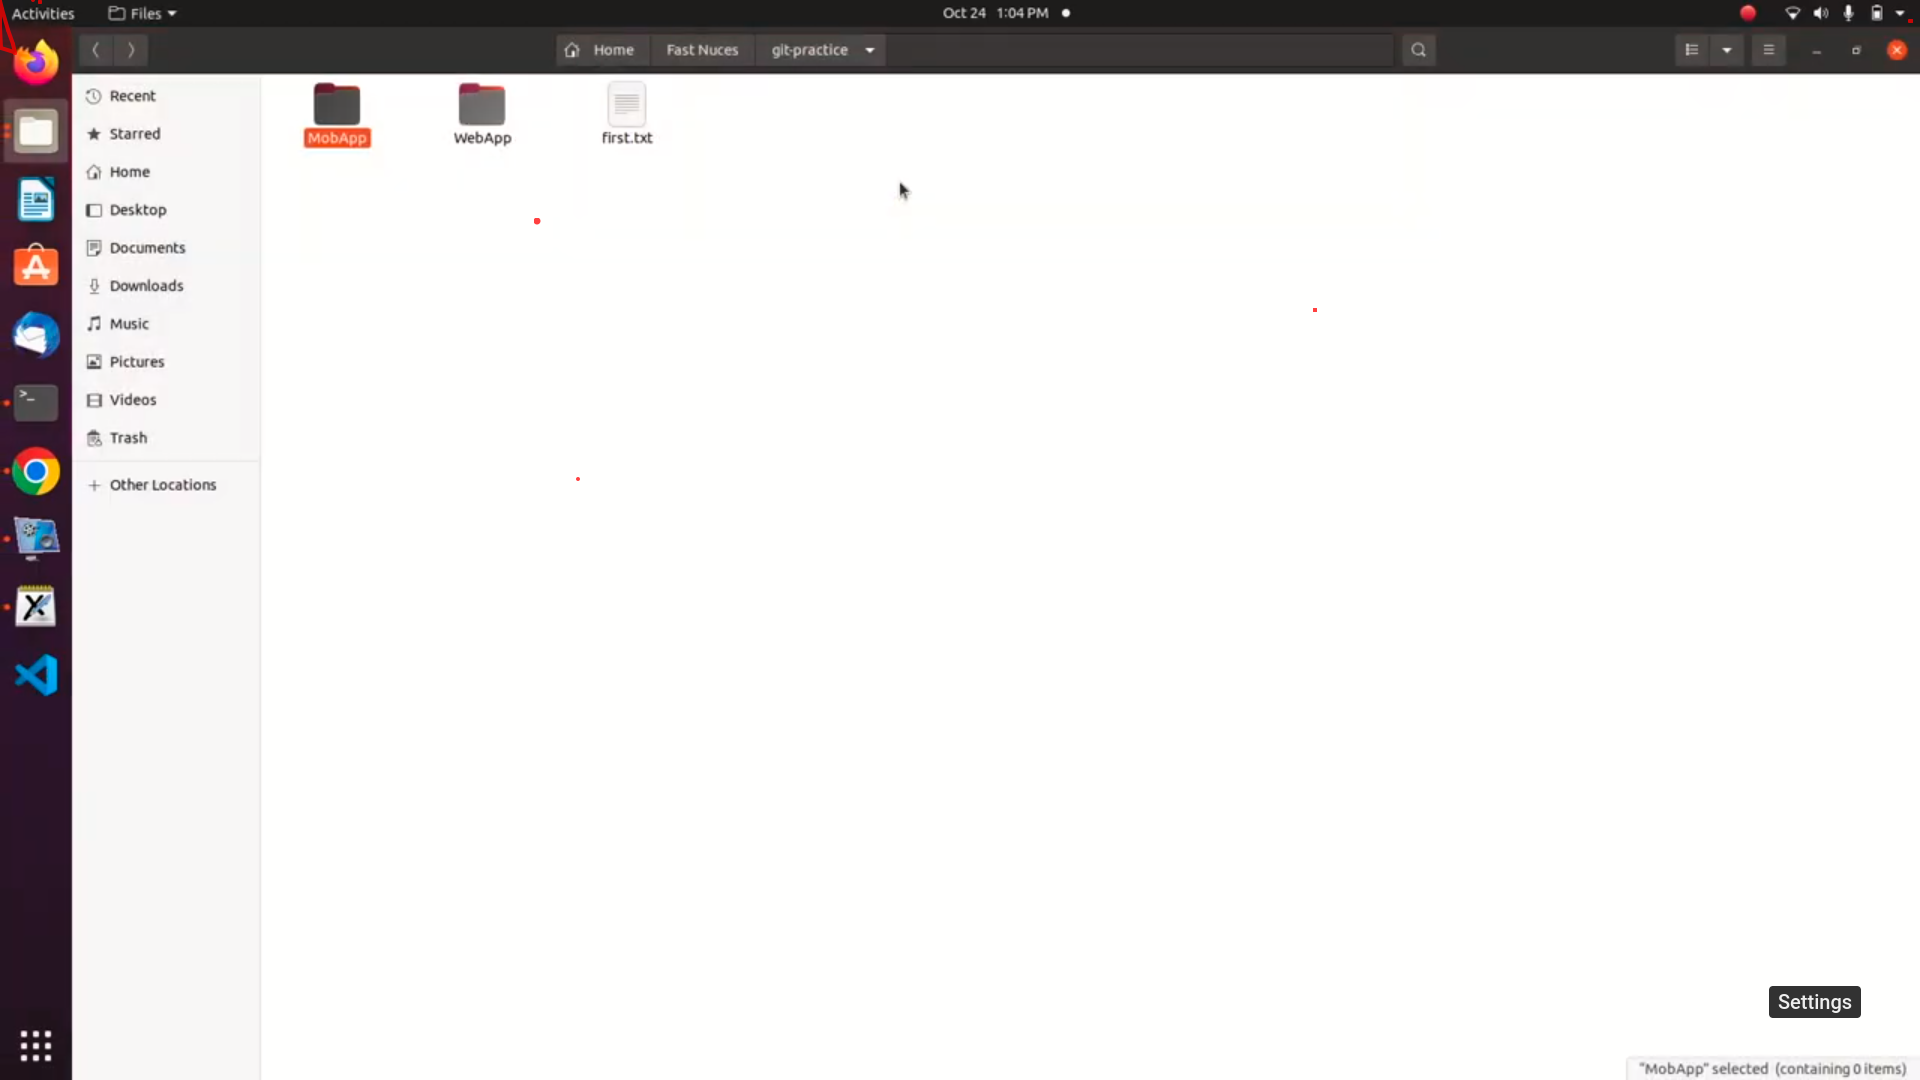 Activities
Files
Oct 24 1:04 PM
Home
Fast Nuces
git-practice
Recent
Starred
Home
Desktop
Documents
Downloads
Music
Pictures
Videos
Trash
Other Locations
MobApp
WebApp
first.txt
Settings
"MobApp" selected (containing 0 items)